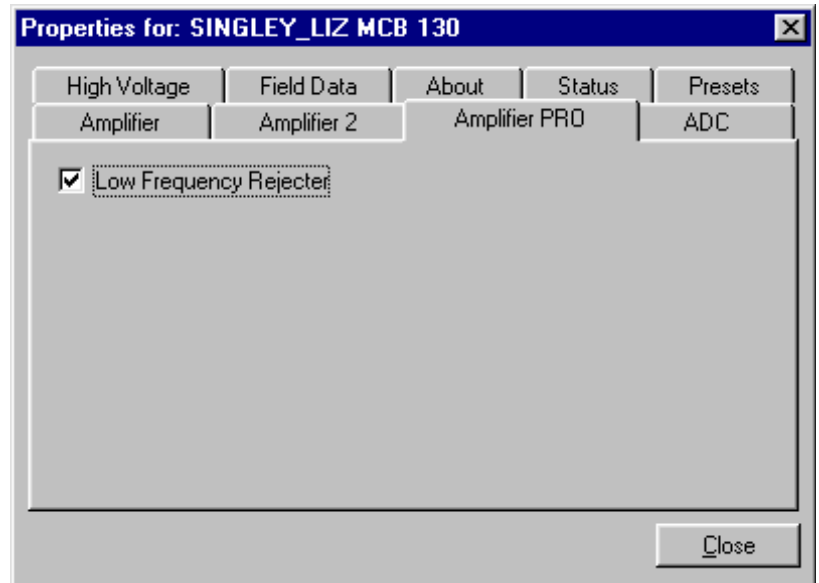 Properties for: SINGLEY_LIZ MCB 130
High Voltage Field Data About Status Presets
Amplifier Amplifier 2 Amplifier PRO ADC
Low Frequency Rejecter
Close